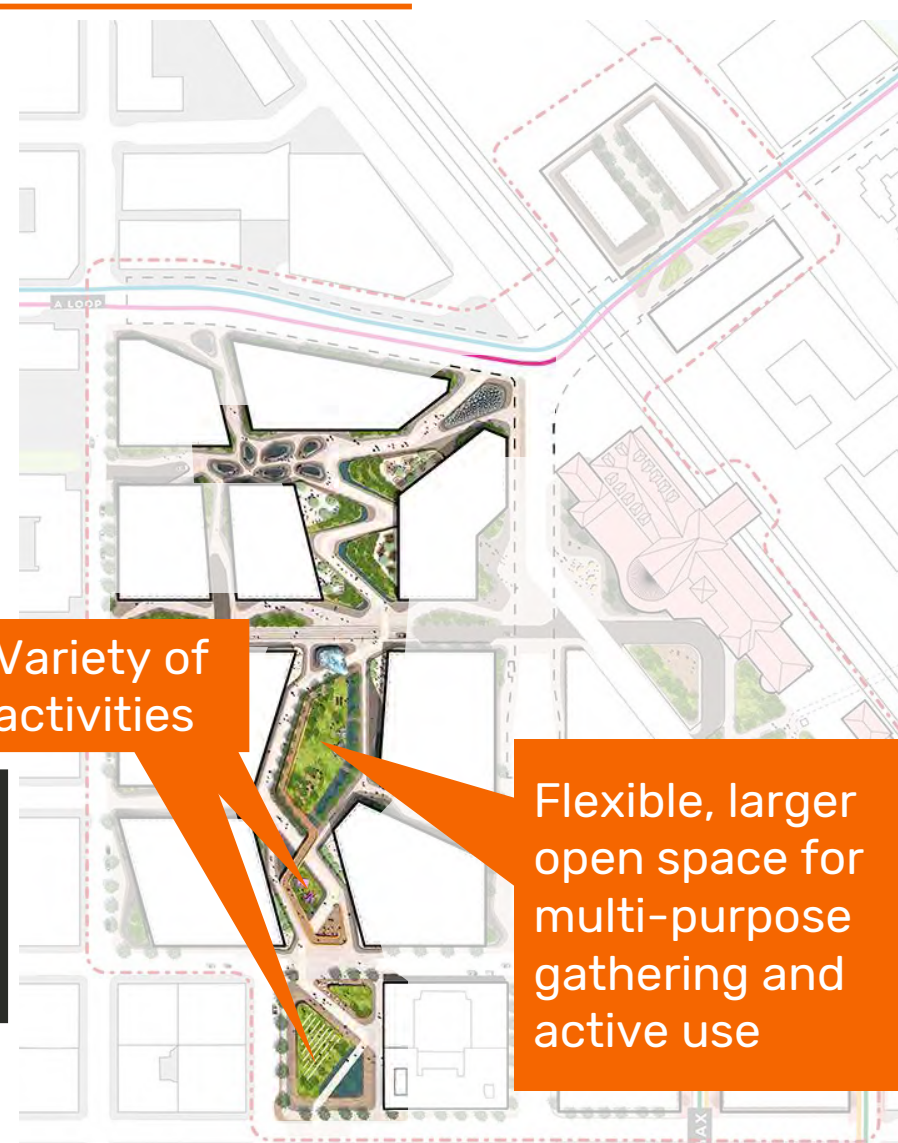 A LOOP
Variety of
activities
Flexible, larger
open space for
multi-purpose
gathering and
active use
AX